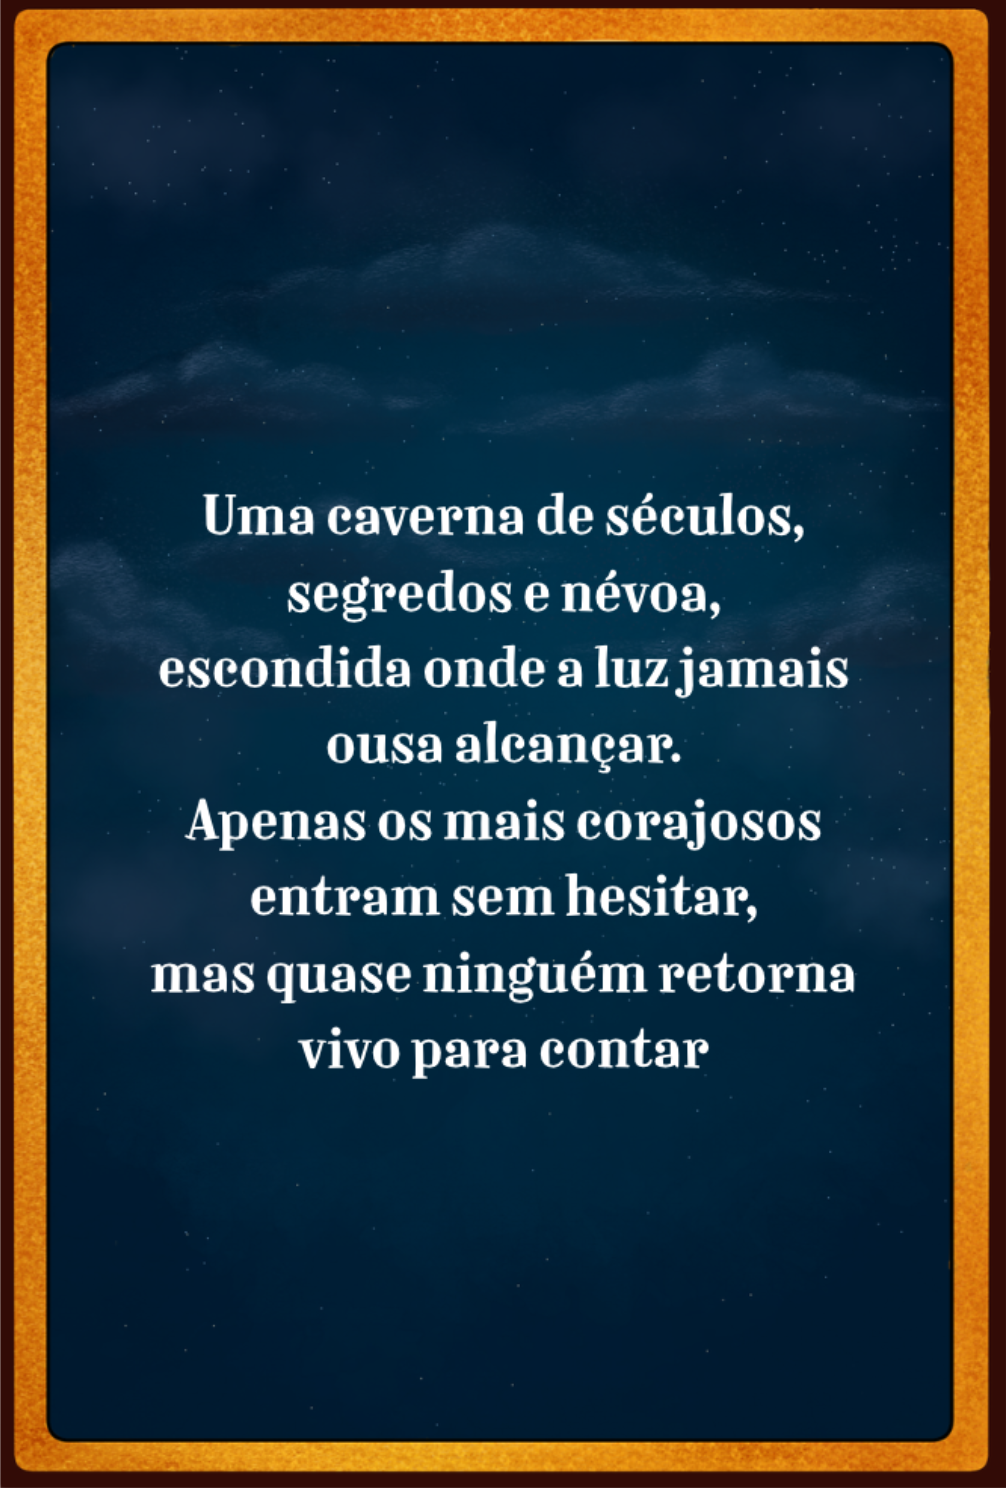 Uma caverna de séculos,
segredos e névoa,
escondida onde a luz jamais
ousa alcançar.
Apenas os mais corajosos
entram sem hesitar,
mas quase ninguém retorna
vivo para contar